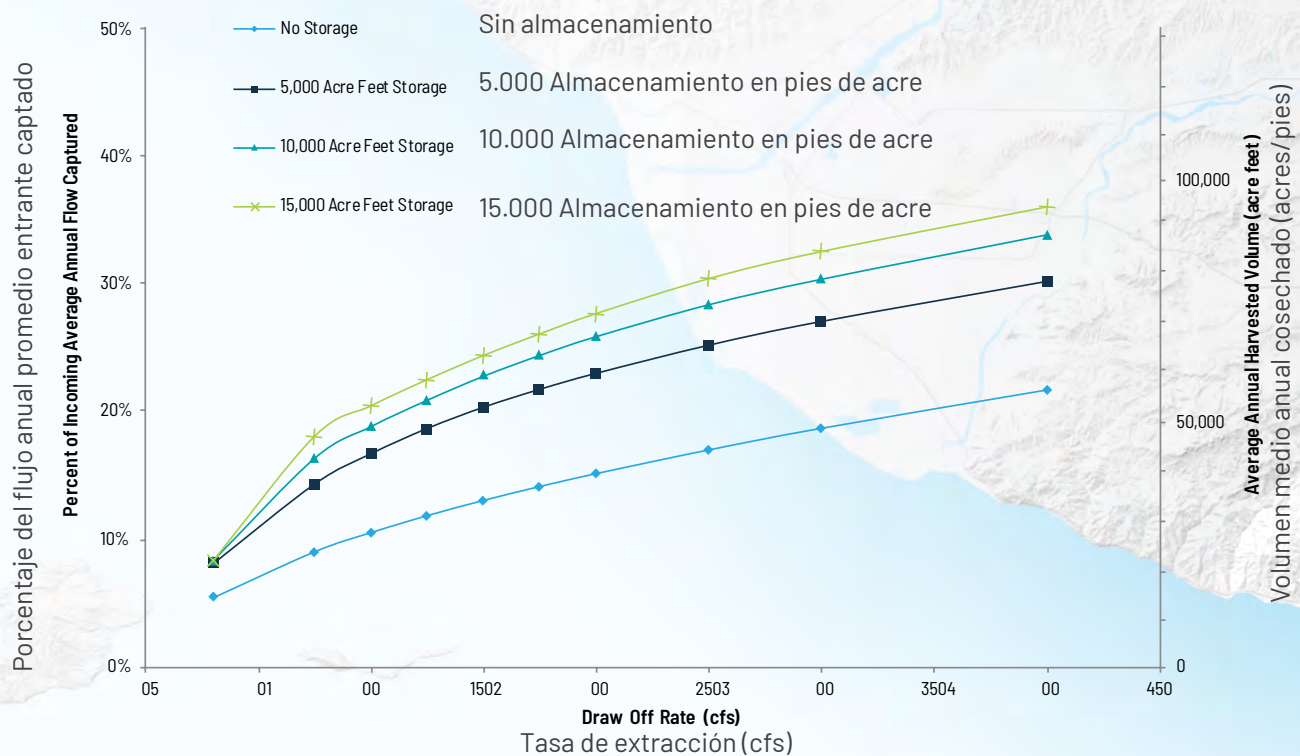 50%
40%
30%
20%
10%
0%
Porcentaje del flujo anual promedio entrante captado
Percent of Incoming Average Annual Flow Captured
No Storage
Sin almacenamiento
5,000 Acre Feet Storage
5.000 Almacenamiento en pies de acre
10,000 Acre Feet Storage
10.000 Almacenamiento en pies de acre
15,000 Acre Feet Storage
15.000 Almacenamiento en pies de acre
100,000
50,000
0
Average Annual Harvested Volume (acre feet)
Volumen medio anual cosechado (acres/pies)
05 01 00 1502 00 2503 00 3504 00 450
Draw Off Rate (cfs)
Tasa de extracción (cfs)